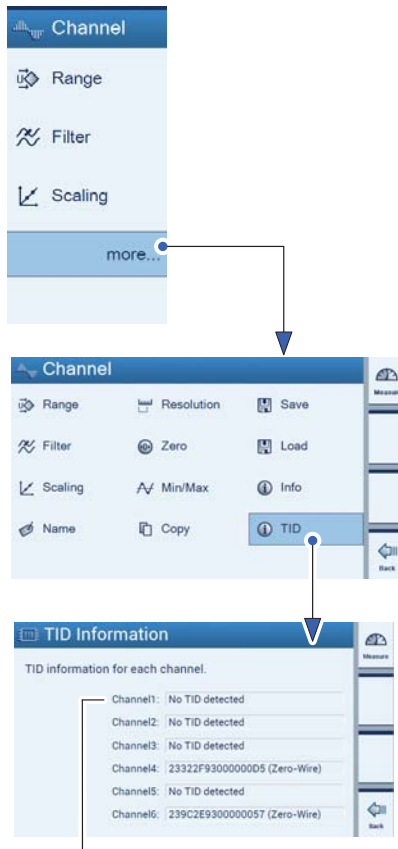 Channel
Range
Filter
Scaling
more...
Channel
Range
Resolution
Save
Filter
Zero
Load
Scaling
Min/Max
Info
Name
Copy
TID
Measure
Back
TID Information
TID information for each channel.
Channel1: No TID detected
Channel2: No TID detected
Channel3: No TID detected
Channel4: 23322F93000000D5 (Zero-Wire)
Channel5: No TID detected
Channel6: 239C2E9300000057 (Zero-Wire)
Measure
Back